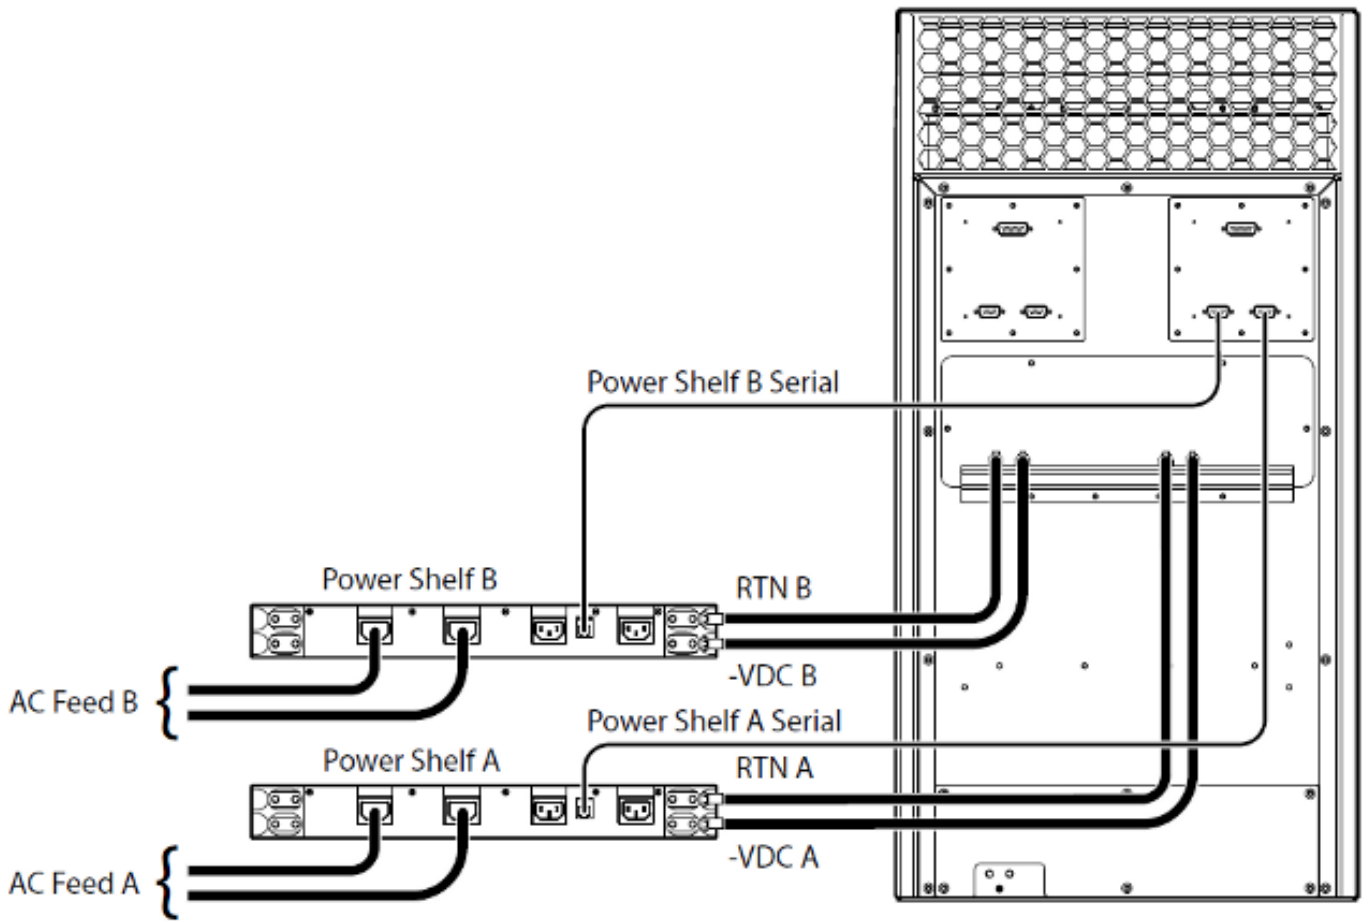 Power Shelf B Serial
Power Shelf B
RTN B
-VDC B
AC Feed B
Power Shelf A Serial
Power Shelf A
RTN A
-VDC A
AC Feed A